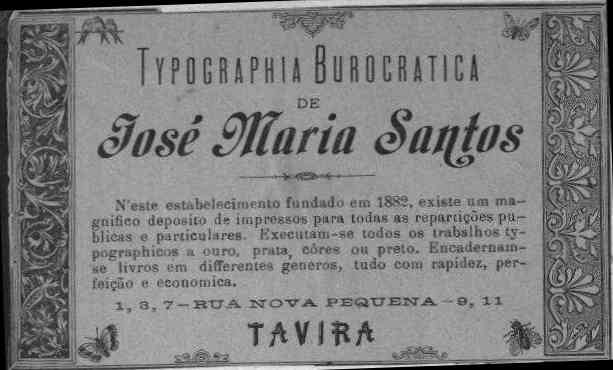 TYPOGRAPHIA BUROCRATICA
DE
José Maria Santos
N'este estabelecimento fundado em 1882, existe um ma-
gnifico deposito de impressos para todas as repartições pu-
blicas e particulares. Executam-se todos os trabalhos ty-
pographicos a ouro, prata, côres ou preto. Encadernam-
se livros em differentes generos, tudo com rapidez, per-
feição e economica.
1, 3, 7—RUA NOVA PEQUENA—9, 11
TAVIRA